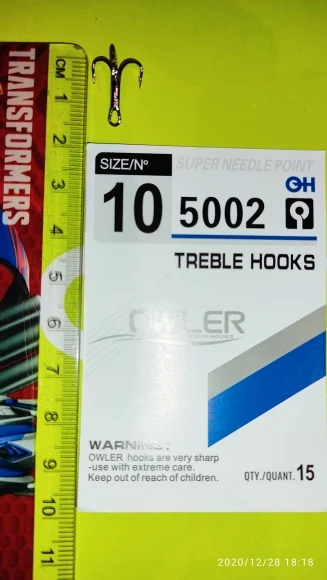 TRANSFORMERS
CM 1 2 3 4 5 6 7 8 9 10 11
SIZE/Nº
SUPER NEEDLE POINT
10
5002
OH
TREBLE HOOKS
OWLER
WARNING:
OWLER hooks are very sharp
-use with extreme care.
Keep out of reach of children.
QTY./QUANT. 15
2020/12/28 18:18